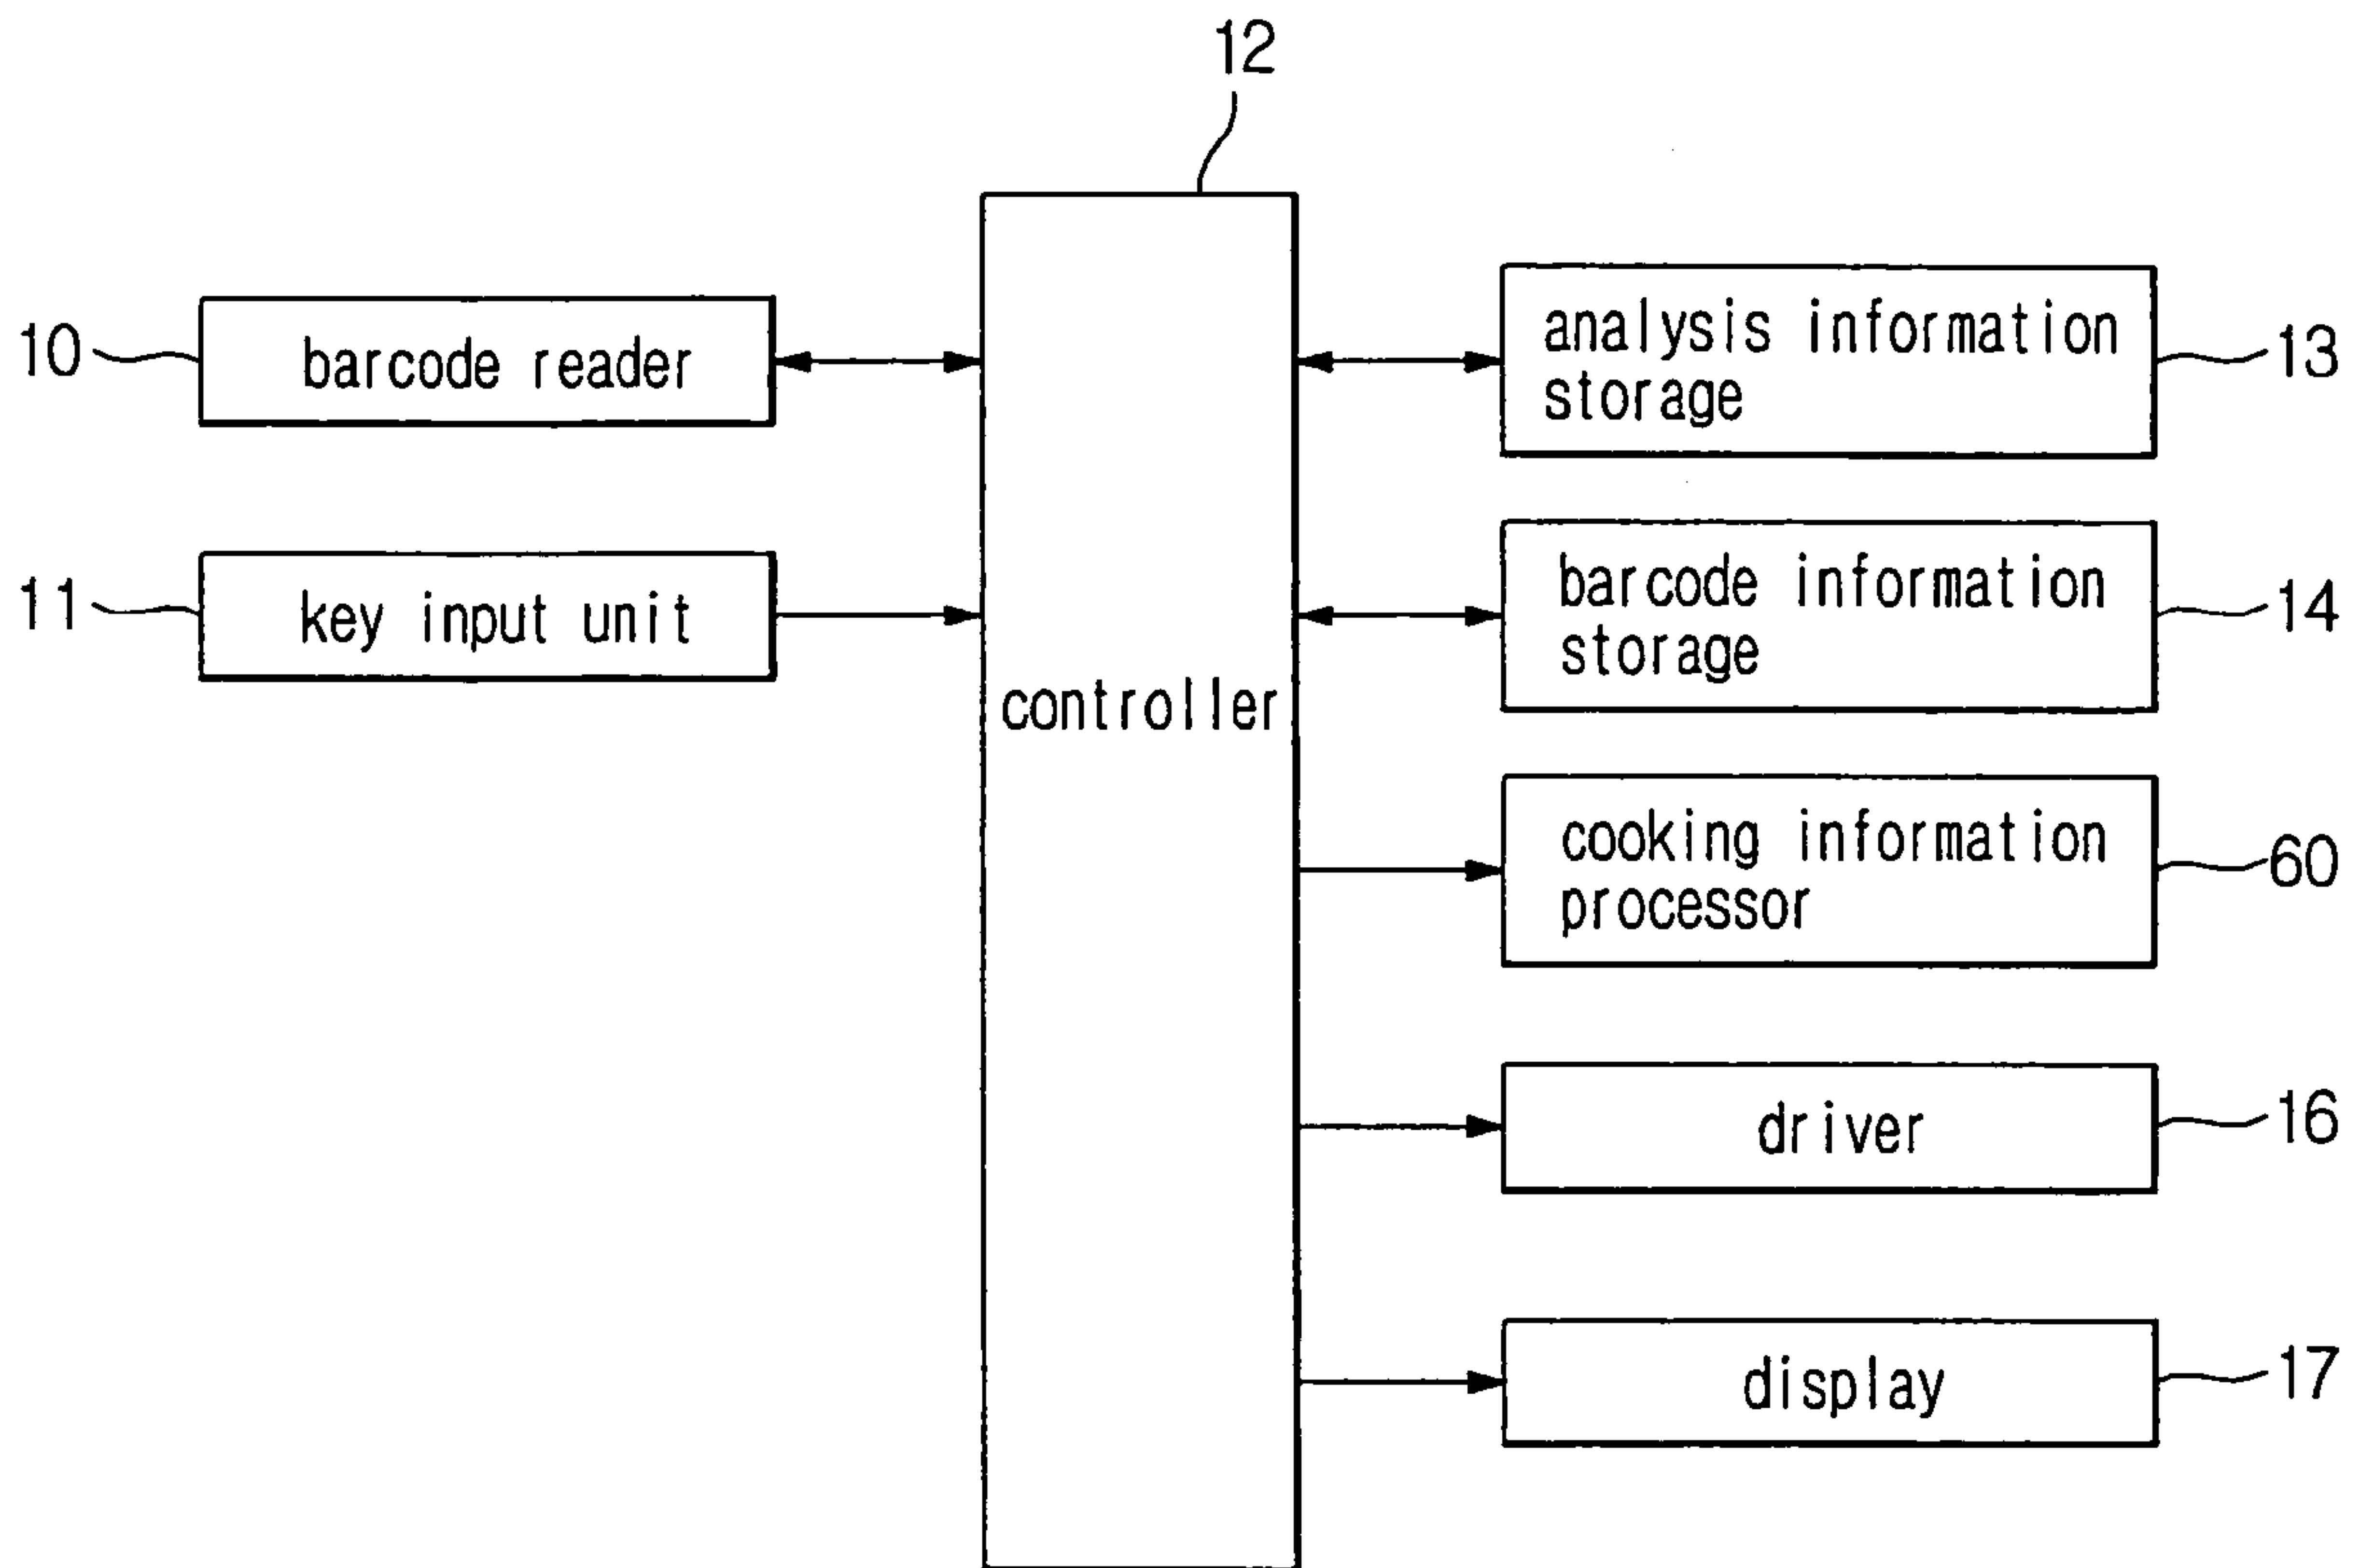 12
10
barcode reader
analysis information
storage
13
11
key input unit
barcode information
storage
14
controller
cooking information
processor
60
driver
16
display
17